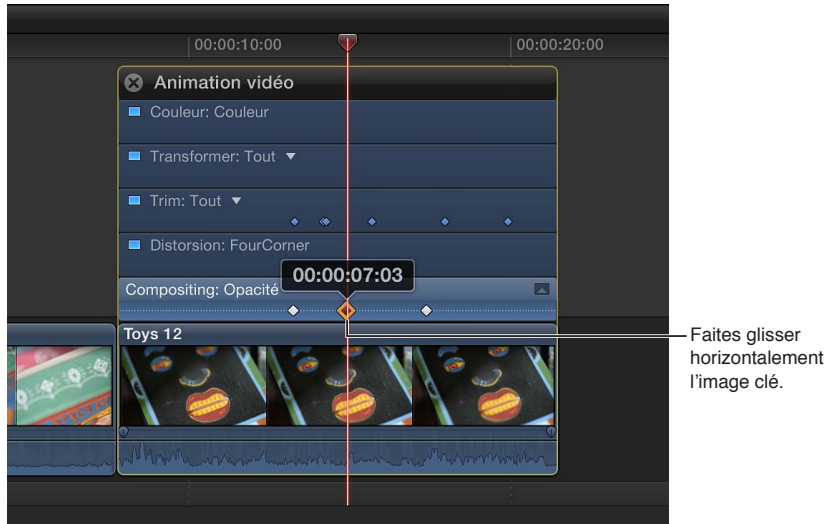 00:00:10:00
00:00:20:00
Animation vidéo
Couleur: Couleur
Transformer: Tout
Trim: Tout
Distorsion: FourCorner
00:00:07:03
Compositing: Opacité
Toys 12
Faites glisser
horizontalement
l’image clé.